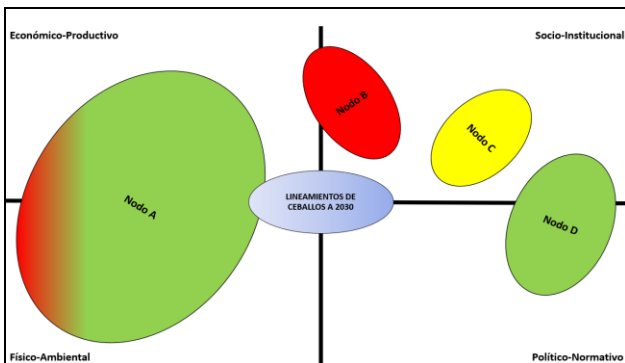 Económico-Productivo
Socio-Institucional
Nodo B
Nodo C
Nodo A
LINEAMIENTOS DE
CEBALLOS A 2030
Nodo D
Físico-Ambiental
Político-Normativo